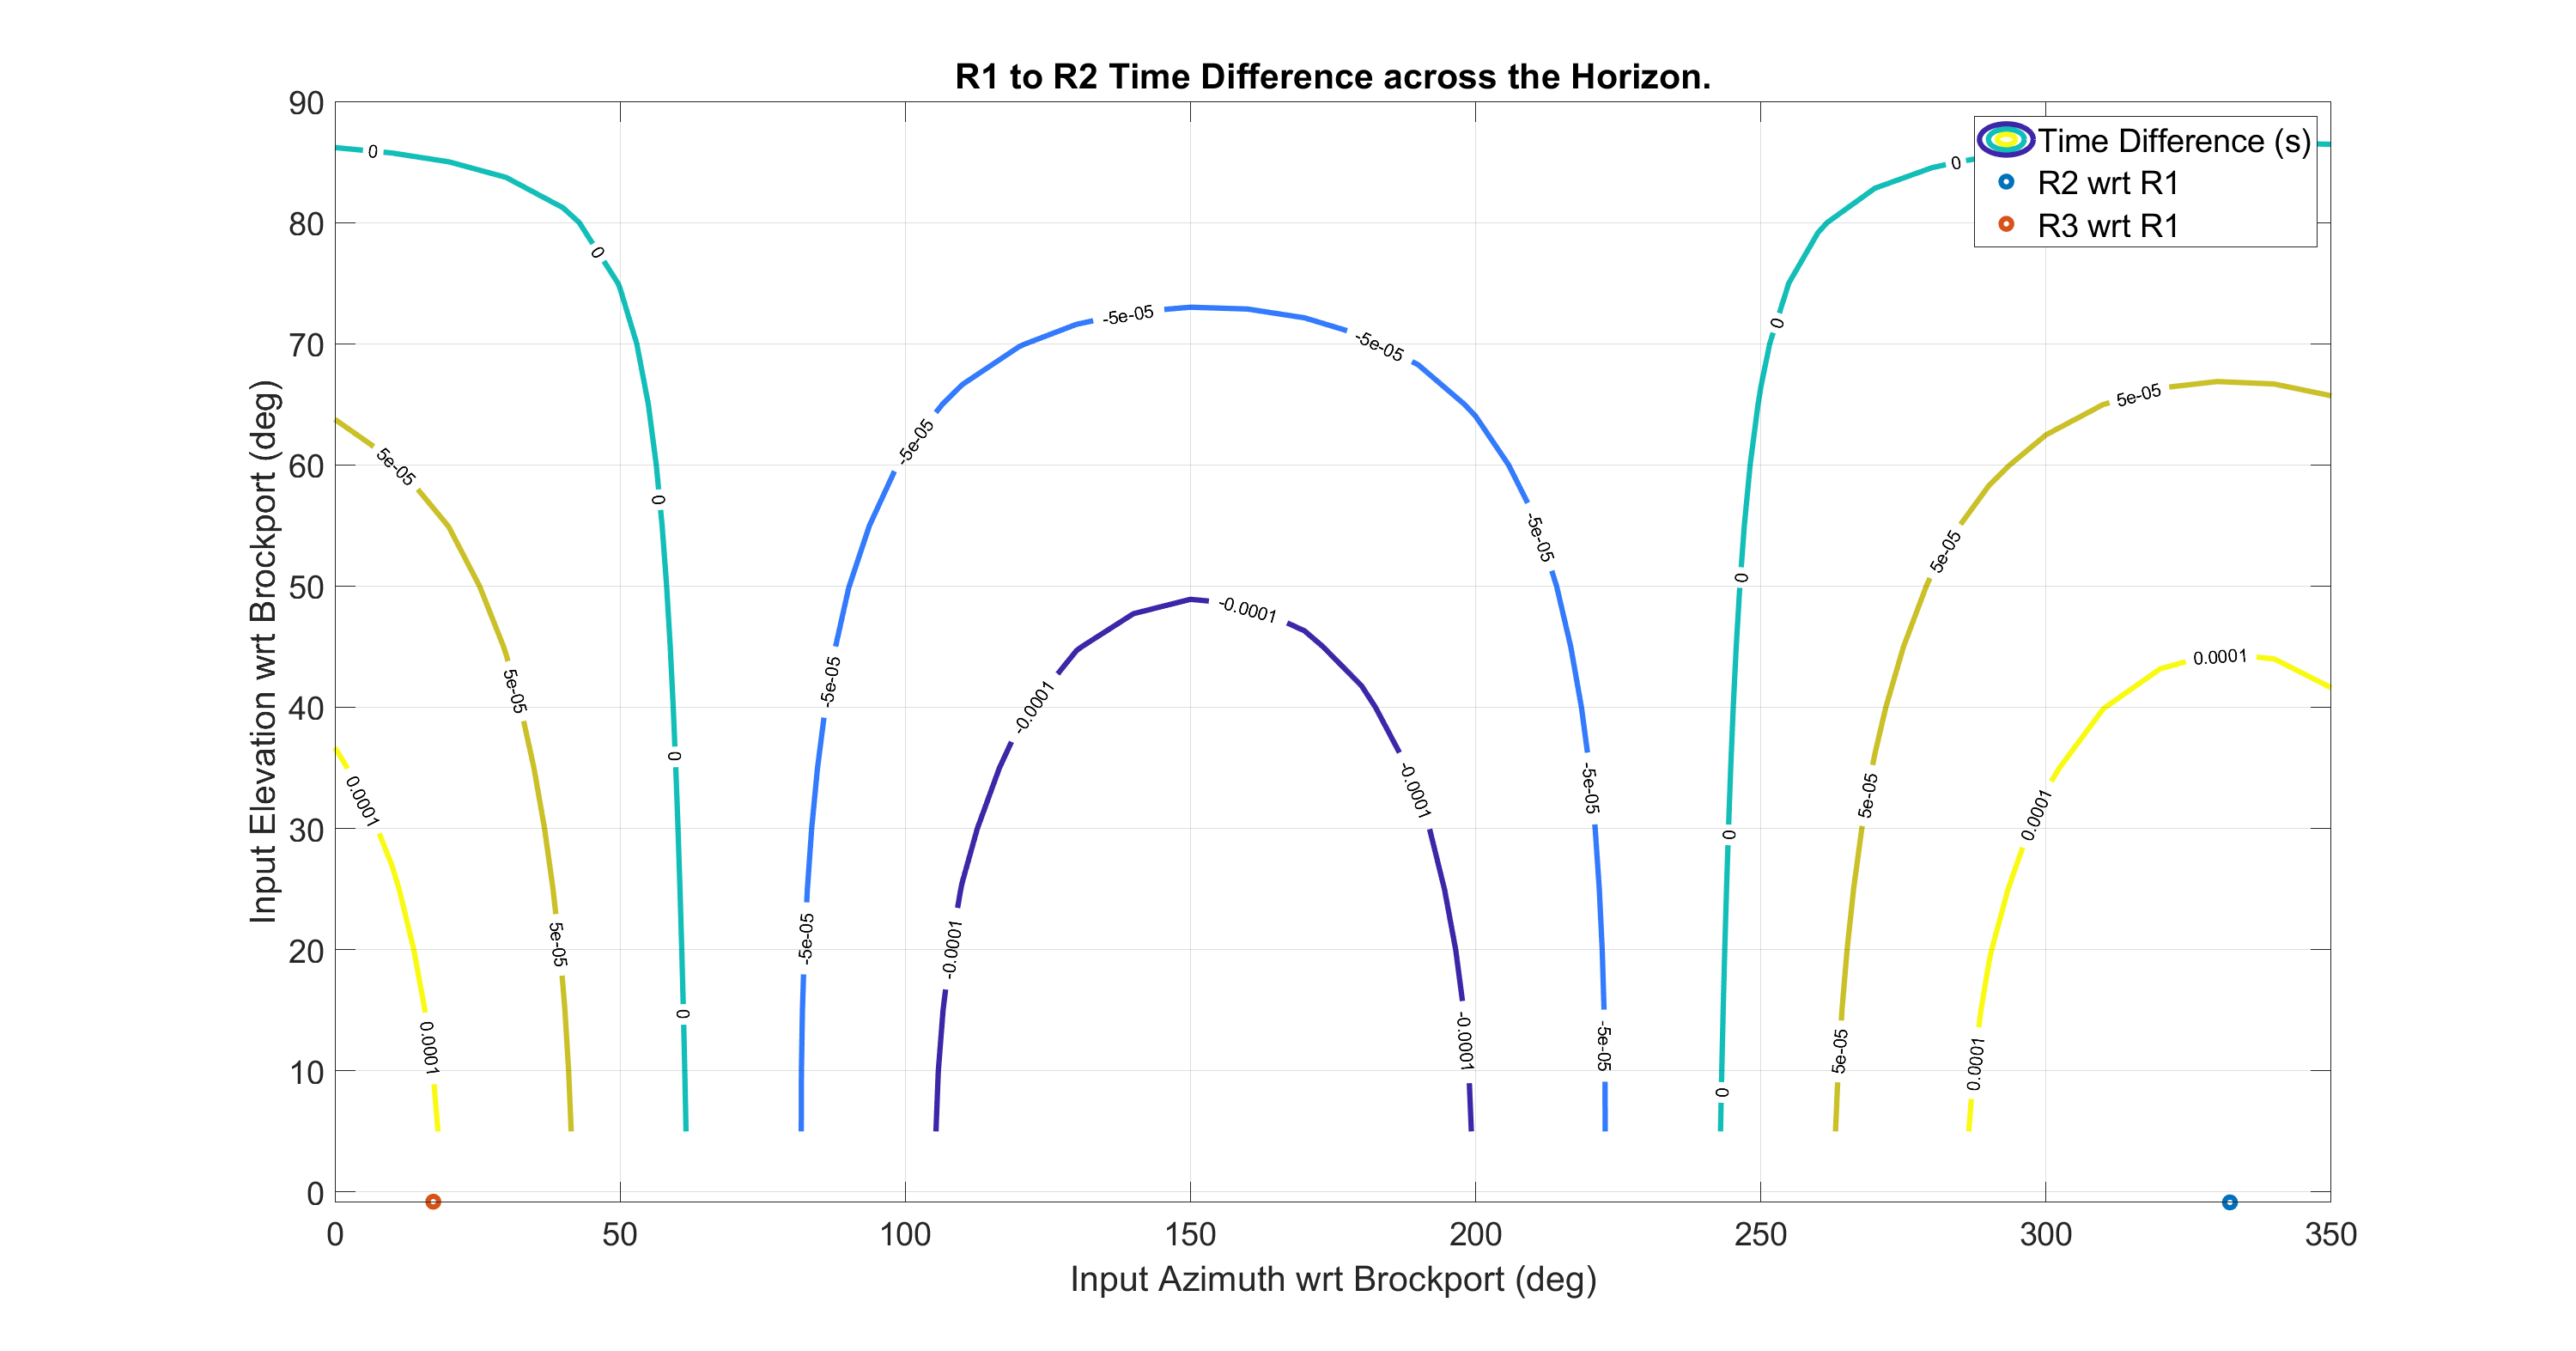 R1 to R2 Time Difference across the Horizon.
90
80
70
60
50
40
30
20
10
0
Input Elevation wrt Brockport (deg)
0 50 100 150 200 250 300 350
Input Azimuth wrt Brockport (deg)
Time Difference (s)
R2 wrt R1
R3 wrt R1
0
0
0
0
0
5e-05
5e-05
5e-05
0.0001
0.0001
-5e-05
-5e-05
-5e-05
-5e-05
-5e-05
-5e-05
-5e-05
-5e-05
-0.0001
-0.0001
-0.0001
-0.0001
-0.0001
0
0
0
0
0
5e-05
5e-05
5e-05
5e-05
0.0001
0.0001
0.0001